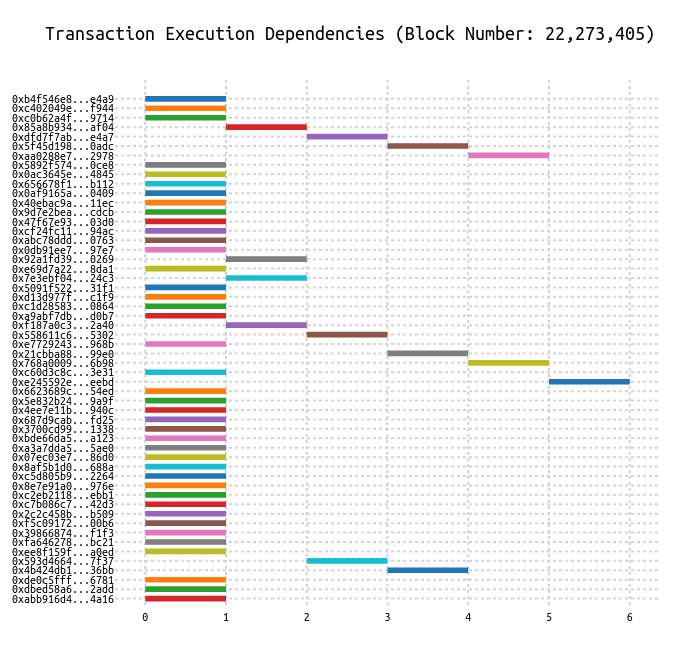 Transaction Execution Dependencies (Block Number: 22,273,405)
0xb4f546e8...e4a9
0xc402049e...f944
0xc0b62a4f...9714
0x85a8b934...af04
0xdfd7f7ab...e4a7
0x5f45d198...0adc
0xaa0288e7...2978
0x5892f574...0ce8
0x0ac3645e...4845
0x656678f1...b112
0x0af9165a...0409
0x40ebac9a...11ec
0x9d7e2bea...cdcb
0x47f67e93...03d0
0xcf24fc11...94ac
0xabc78ddd...0763
0x0db91ee7...97e7
0x92a1fd39...0269
0xe69d7a22...8da1
0x7e3ebf04...24c3
0x5091f522...31f1
0xd13d977f...c1f9
0xc1d28583...0864
0xa9abf7db...d0b7
0xf187a0c3...2a40
0x558611c6...5302
0xe7729243...968b
0x21cbba88...99e0
0x768a0009...6b98
0xc60d3c8c...3e31
0xe245592e...eebd
0x6623689c...54ed
0x5e832b24...9a9f
0x4ee7e11b...940c
0x687d9cab...fd25
0x3700cd99...1338
0xbde66da5...a123
0xa3a7dda5...5ae0
0x07ec03e7...86d0
0x8af5b1d0...688a
0xc5d805b9...2264
0x8e7e91a0...976e
0xc2eb2118...ebb1
0xc7b086c7...42d3
0x2c2c458b...b509
0xf5c09172...00b6
0x39866874...f1f3
0xfa646278...bc21
0xee8f159f...a0ed
0x593d4664...7f37
0x4b424db1...36bb
0xde0c5fff...6781
0xdbed58a6...2add
0xabb916d4...4a16
0 1 2 3 4 5 6